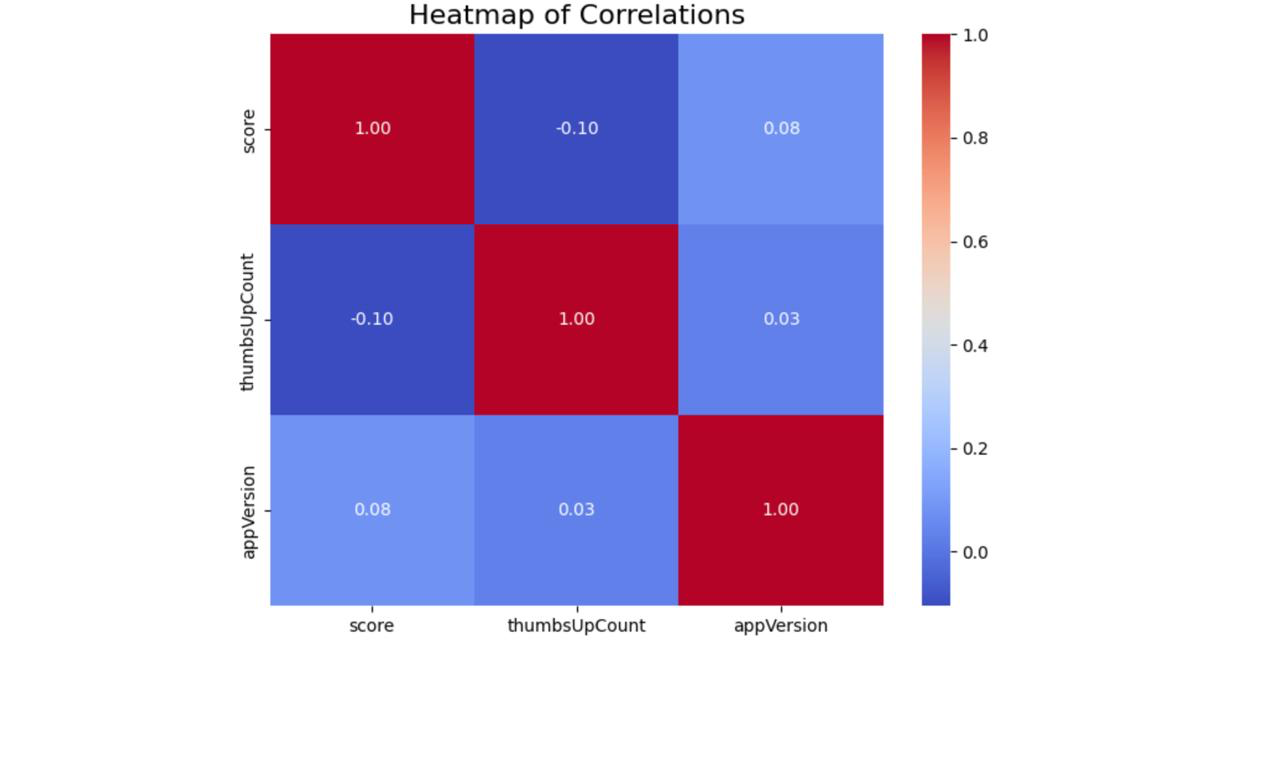 Heatmap of Correlations
score
1.00
-0.10
0.08
thumbsUpCount
-0.10
1.00
0.03
appVersion
0.08
0.03
1.00
score
thumbsUpCount
appVersion
1.0
0.8
0.6
0.4
0.2
0.0